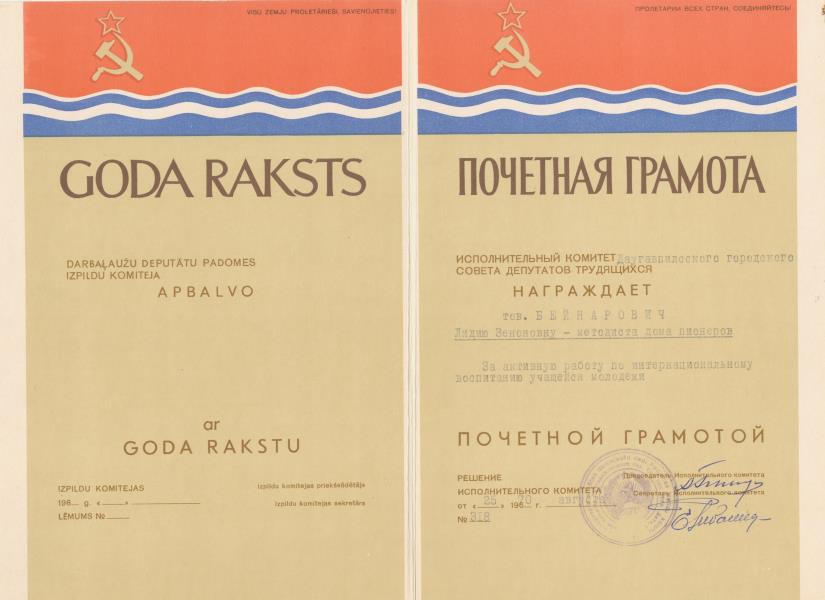 VISU ZEMJU PROLETĀRIEŠI, SAVIENOJIETIES!
GODA RAKSTS
DARBAĻAUŽU DEPUTĀTU PADOMES
IZPILDU KOMITEJA
APBALVO
ar
GODA RAKSTU
IZPILDU KOMITEJAS
196 g. « »
LĒMUMS №
Izpildu komitejas priekšsēdētājs
Izpildu komitejas sekretārs
ПРОЛЕТАРИИ ВСЕХ СТРАН, СОЕДИНЯЙТЕСЬ!
ПОЧЕТНАЯ ГРАМОТА
ИСПОЛНИТЕЛЬНЫЙ КОМИТЕТ Даугавпилсского городского
СОВЕТА ДЕПУТАТОВ ТРУДЯЩИХСЯ
НАГРАЖДАЕТ
тов. БЕЙНАРОВИЧ
Лидию Зеноновну - методиста дома пионеров
За активную работу по интернациональному
воспитанию учащейся молодежи
ПОЧЕТНОЙ ГРАМОТОЙ
РЕШЕНИЕ
ИСПОЛНИТЕЛЬНОГО КОМИТЕТА
от « 25 » 196 70 г. августа
№ 318
Председатель Исполнительного комитета
Секретарь Исполнительного комитета